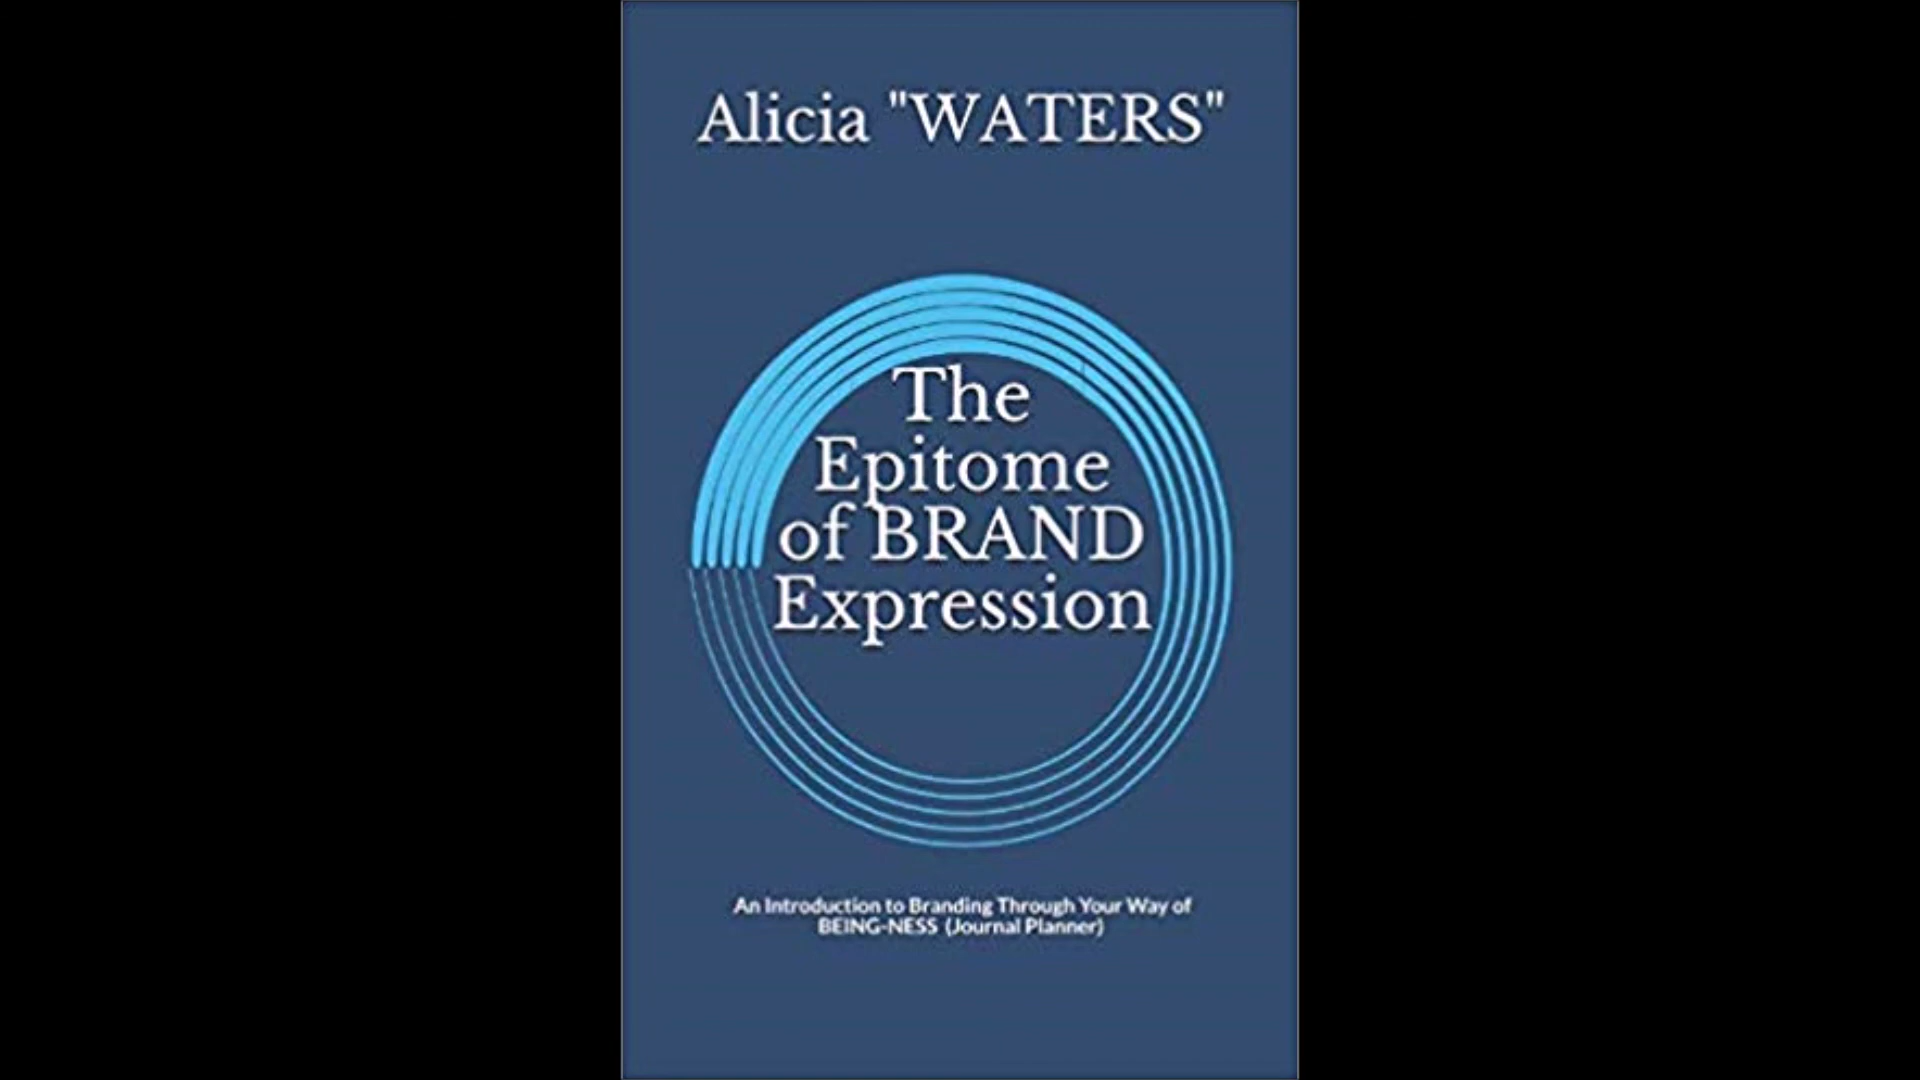 Alicia "WATERS"
The
Epitome
of BRAND
Expression
An Introduction to Branding Through Your Way of
BEING-NESS (Journal Planner)